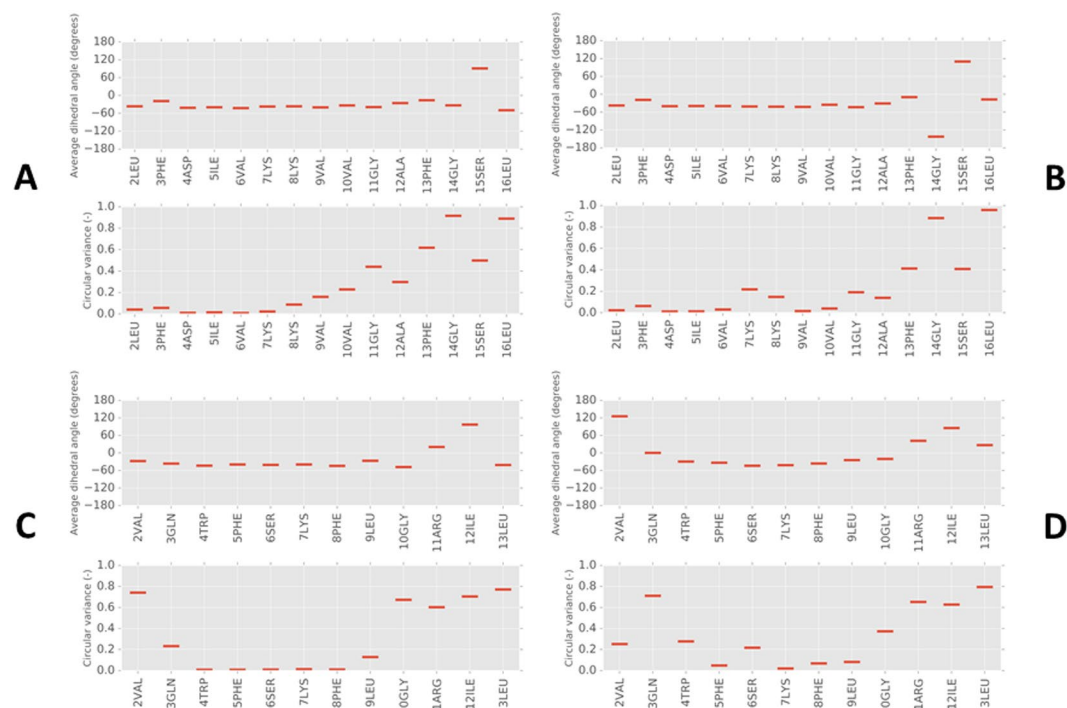 A
Average dihedral angle (degrees)
180
120
60
0
−60
−120
−180
2LEU 3PHE 4ASP 5ILE 6VAL 7LYS 8LYS 9VAL 10VAL 11GLY 12ALA 13PHE 14GLY 15SER 16LEU
Circular variance (-)
1.0
0.8
0.6
0.4
0.2
0.0
2LEU 3PHE 4ASP 5ILE 6VAL 7LYS 8LYS 9VAL 10VAL 11GLY 12ALA 13PHE 14GLY 15SER 16LEU
B
Average dihedral angle (degrees)
180
120
60
0
−60
−120
−180
2LEU 3PHE 4ASP 5ILE 6VAL 7LYS 8LYS 9VAL 10VAL 11GLY 12ALA 13PHE 14GLY 15SER 16LEU
Circular variance (-)
1.0
0.8
0.6
0.4
0.2
0.0
2LEU 3PHE 4ASP 5ILE 6VAL 7LYS 8LYS 9VAL 10VAL 11GLY 12ALA 13PHE 14GLY 15SER 16LEU
C
Average dihedral angle (degrees)
180
120
60
0
−60
−120
−180
2VAL 3GLN 4TRP 5PHE 6SER 7LYS 8PHE 9LEU 10GLY 11ARG 12ILE 13LEU
Circular variance (-)
1.0
0.8
0.6
0.4
0.2
0.0
2VAL 3GLN 4TRP 5PHE 6SER 7LYS 8PHE 9LEU 0GLY 1ARG 12ILE 3LEU
D
Average dihedral angle (degrees)
180
120
60
0
−60
−120
−180
2VAL 3GLN 4TRP 5PHE 6SER 7LYS 8PHE 9LEU 10GLY 11ARG 12ILE 13LEU
Circular variance (-)
1.0
0.8
0.6
0.4
0.2
0.0
2VAL 3GLN 4TRP 5PHE 6SER 7LYS 8PHE 9LEU 0GLY 1ARG 12ILE 3LEU